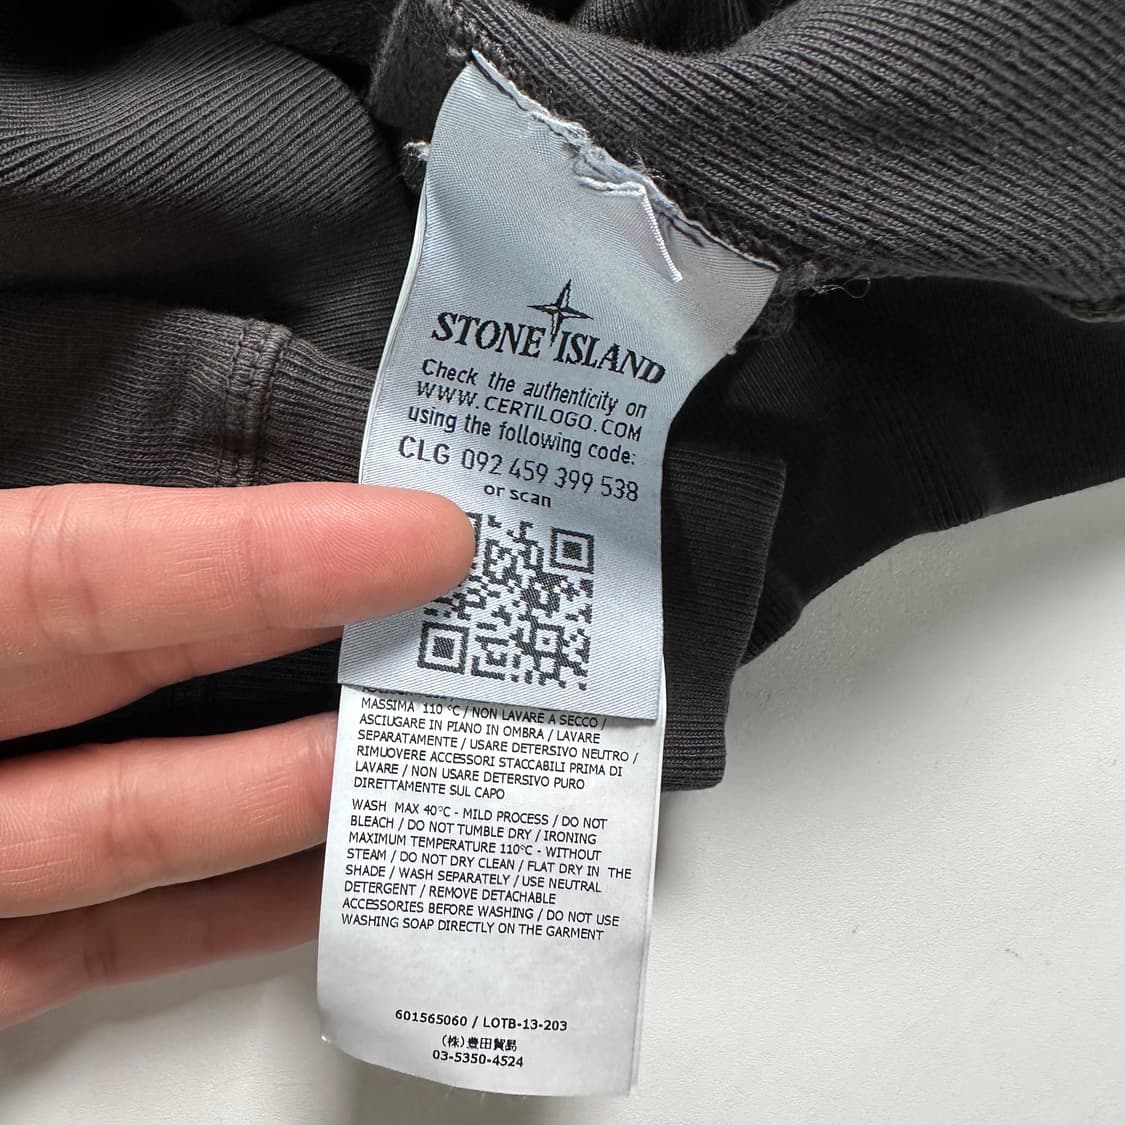 STONE ISLAND
Check the authenticity on
WWW.CERTILOGO.COM
using the following code:
CLG 092 459 399 538
or scan
MASSIMA 110 °C / NON LAVARE A SECCO /
ASCIUGARE IN PIANO IN OMBRA / LAVARE
SEPARATAMENTE / USARE DETERSIVO NEUTRO /
RIMUOVERE ACCESSORI STACCABILI PRIMA DI
LAVARE / NON USARE DETERSIVO PURO
DIRETTAMENTE SUL CAPO
WASH MAX 40°C - MILD PROCESS / DO NOT
BLEACH / DO NOT TUMBLE DRY / IRONING
MAXIMUM TEMPERATURE 110°C - WITHOUT
STEAM / DO NOT DRY CLEAN / FLAT DRY IN THE
SHADE / WASH SEPARATELY / USE NEUTRAL
DETERGENT / REMOVE DETACHABLE
ACCESSORIES BEFORE WASHING / DO NOT USE
WASHING SOAP DIRECTLY ON THE GARMENT
601565060 / LOTB-13-203
(株)豊田貿易
03-5350-4524